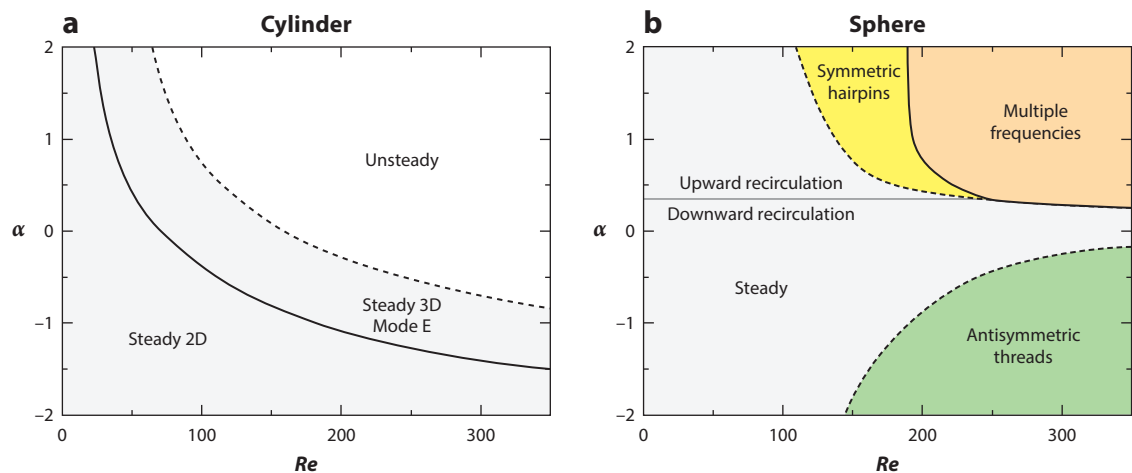 a
Cylinder
2
1
0
−1
−2
α
Unsteady
Steady 3D
Mode E
Steady 2D
0
100
200
300
Re
b
Sphere
2
1
0
−1
−2
α
Symmetric
hairpins
Multiple
frequencies
Upward recirculation
Downward recirculation
Steady
Antisymmetric
threads
0
100
200
300
Re